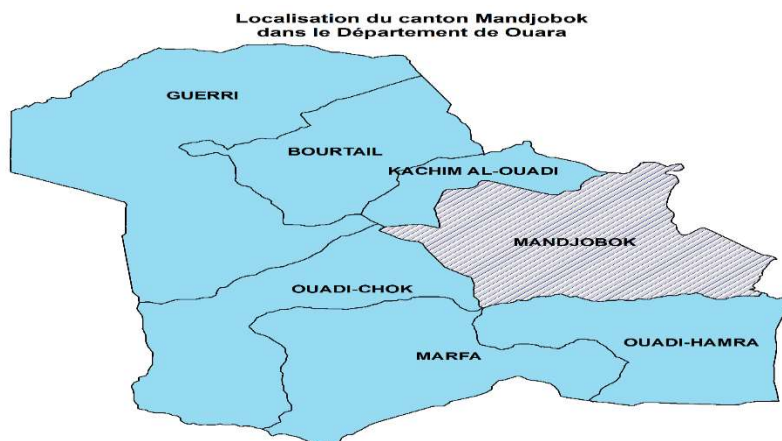 Localisation du canton Mandjobok
dans le Département de Ouara
GUERRI
BOURTAIL
KACHIM AL-OUADI
MANDJOBOK
OUADI-CHOK
OUADI-HAMRA
MARFA